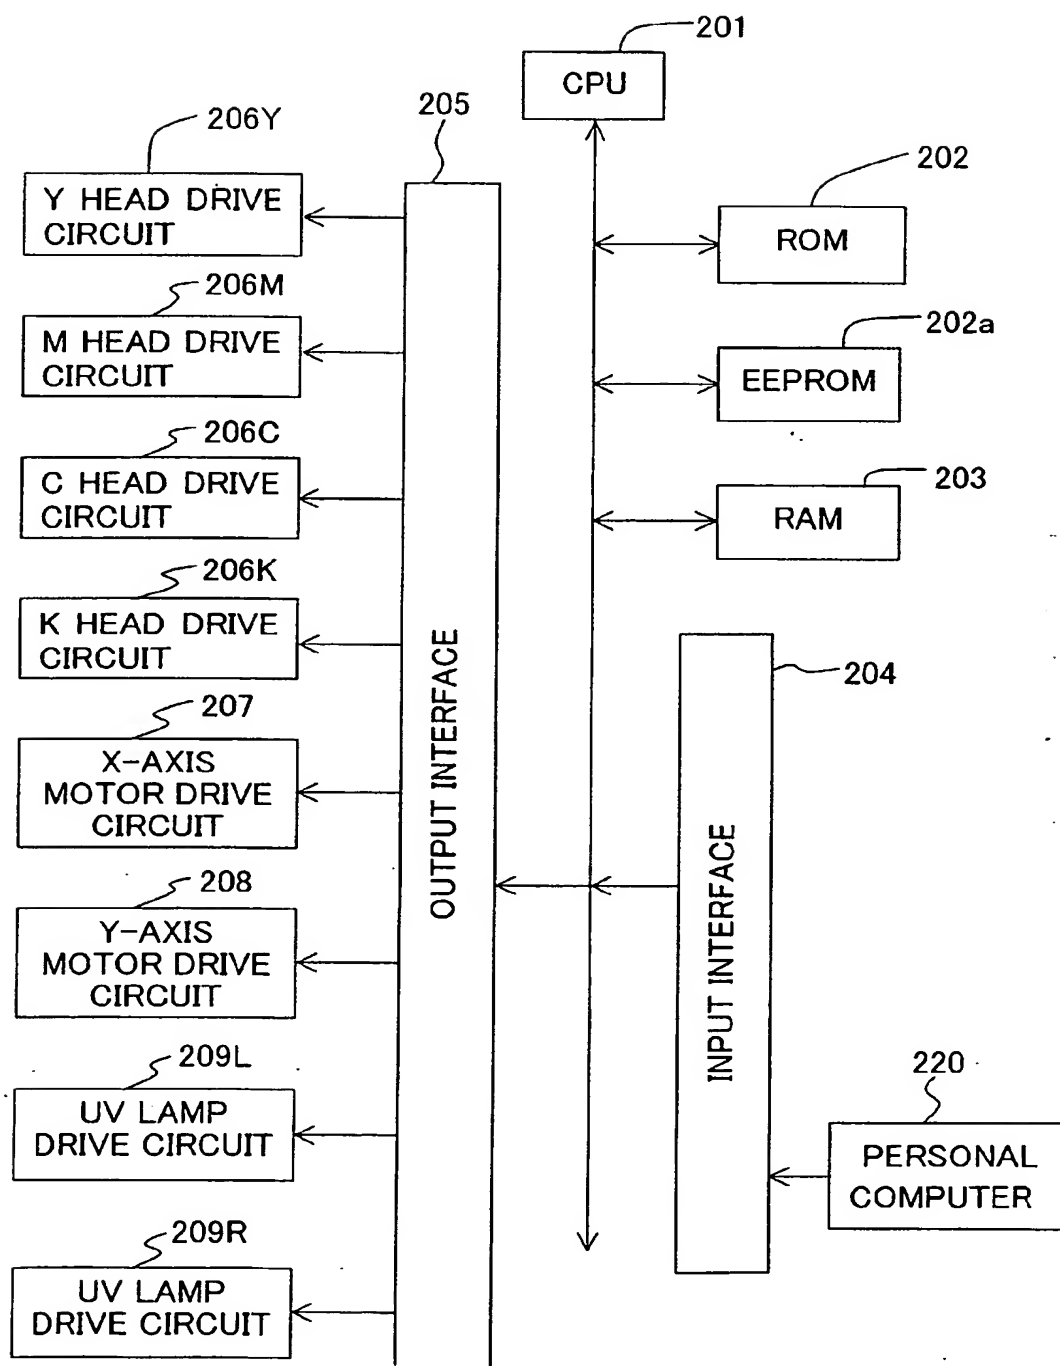 201
CPU
205
206Y
Y HEAD DRIVE
CIRCUIT
202
ROM
206M
M HEAD DRIVE
CIRCUIT
202a
EEPROM
206C
C HEAD DRIVE
CIRCUIT
203
RAM
206K
K HEAD DRIVE
CIRCUIT
OUTPUT INTERFACE
204
INPUT INTERFACE
207
X-AXIS
MOTOR DRIVE
CIRCUIT
208
Y-AXIS
MOTOR DRIVE
CIRCUIT
209L
UV LAMP
DRIVE CIRCUIT
220
PERSONAL
COMPUTER
209R
UV LAMP
DRIVE CIRCUIT